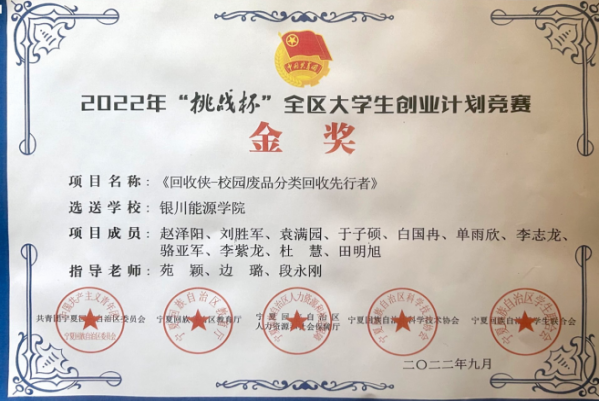 2022年“挑战杯”全区大学生创业计划竞赛
金奖
项目名称：《回收侠-校园废品分类回收先行者》
选送学校：银川能源学院
项目成员：赵泽阳、刘胜军、袁满园、于子硕、白国冉、单雨欣、李志龙、
骆亚军、李紫龙、杜慧、田明旭
指导老师：苑颖、边璐、段永刚
共青团宁夏回族自治区委员会 宁夏回族自治区教育厅 宁夏回族自治区人力资源和社会保障厅 宁夏回族自治区科学技术协会 宁夏回族自治区学生联合会
二〇二二年九月